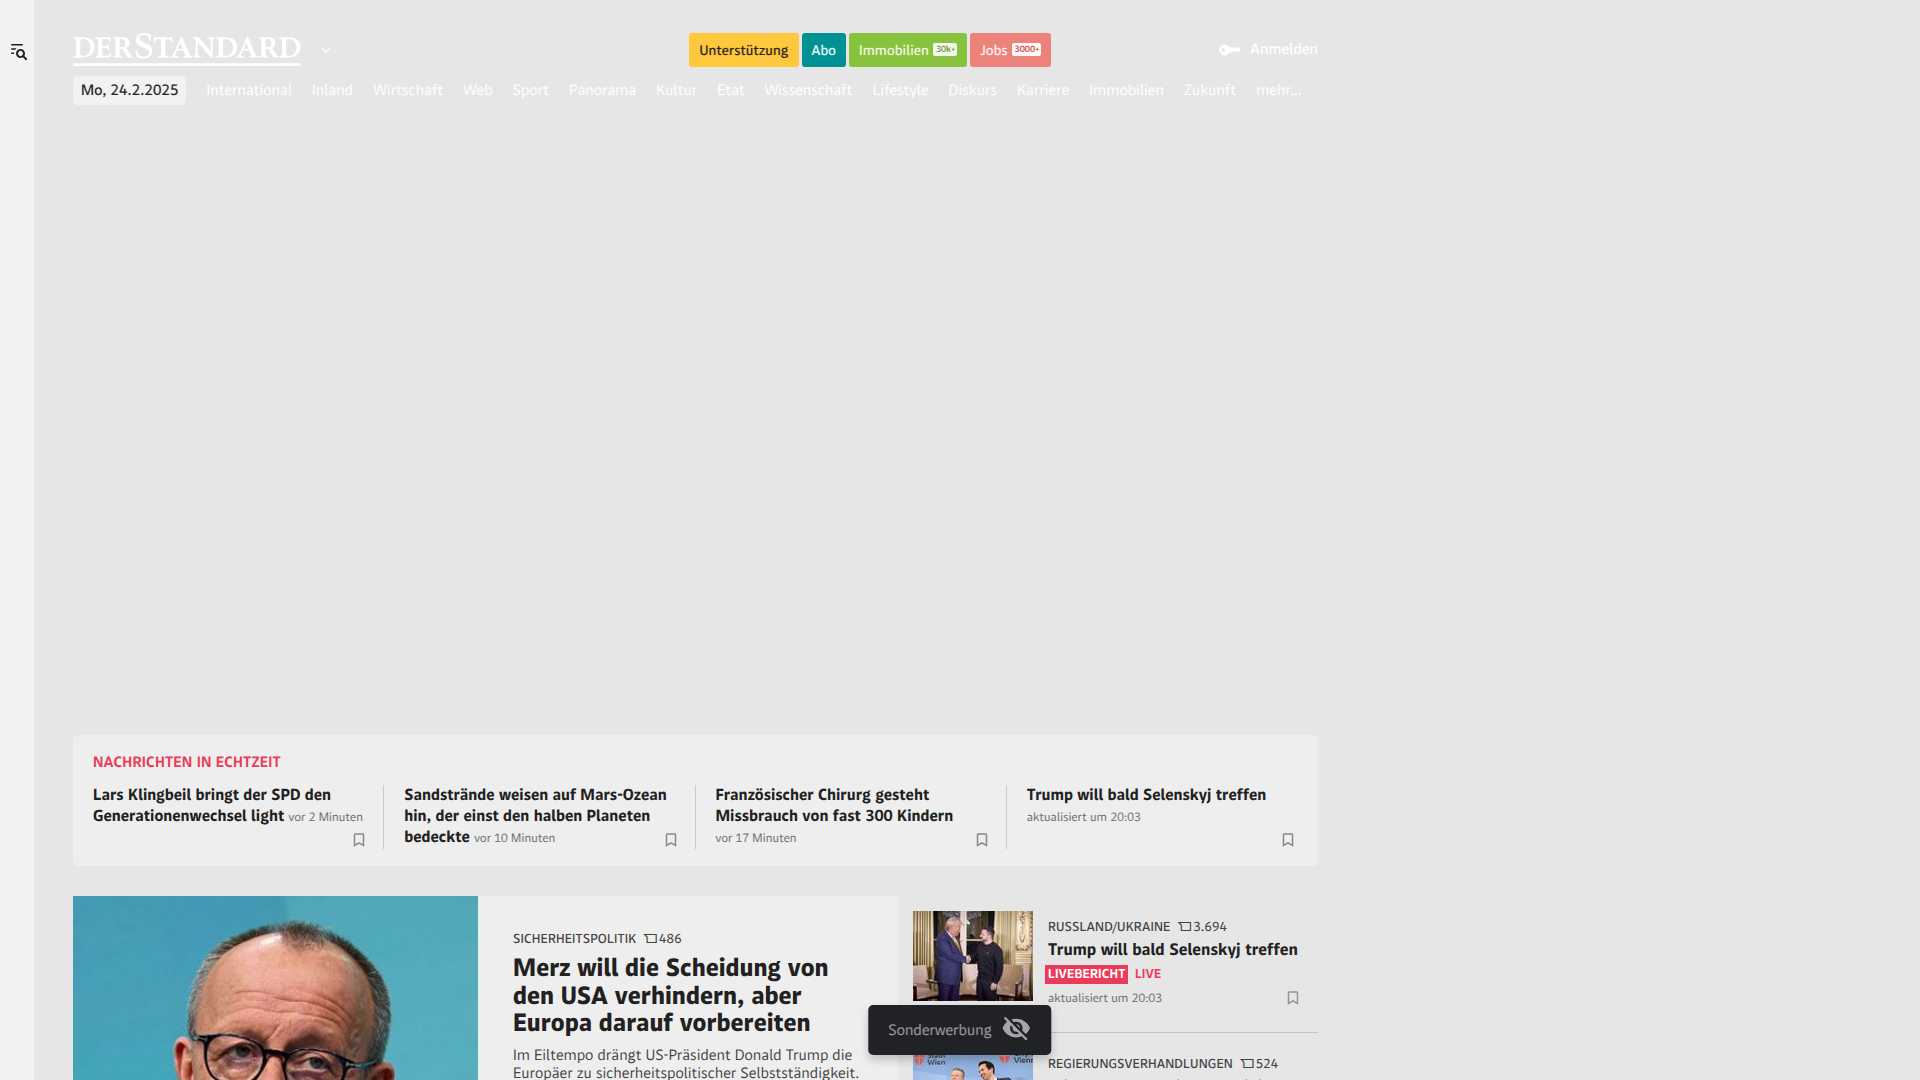 DERSTANDARD
Unterstützung
Abo
Immobilien 30k+
Jobs 3000+
Anmelden
Mo, 24.2.2025
International
Inland
Wirtschaft
Web
Sport
Panorama
Kultur
Etat
Wissenschaft
Lifestyle
Diskurs
Karriere
Immobilien
Zukunft
mehr...
NACHRICHTEN IN ECHTZEIT
Lars Klingbeil bringt der SPD den
Generationenwechsel light vor 2 Minuten
Sandstrände weisen auf Mars-Ozean
hin, der einst den halben Planeten
bedeckte vor 10 Minuten
Französischer Chirurg gesteht
Missbrauch von fast 300 Kindern
vor 17 Minuten
Trump will bald Selenskyj treffen
aktualisiert um 20:03
SICHERHEITSPOLITIK 486
Merz will die Scheidung von
den USA verhindern, aber
Europa darauf vorbereiten
Im Eiltempo drängt US-Präsident Donald Trump die
Europäer zu sicherheitspolitischer Selbstständigkeit.
RUSSLAND/UKRAINE 3.694
Trump will bald Selenskyj treffen
LIVEBERICHT LIVE
aktualisiert um 20:03
Sonderwerbung
Wien
REGIERUNGSVERHANDLUNGEN 524